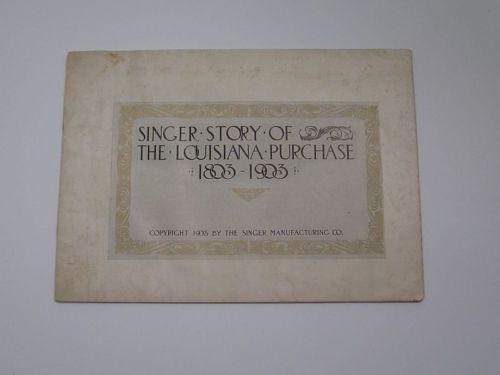 SINGER·STORY·OF
THE·LOUISIANA·PURCHASE
·1803-1903·
COPYRIGHT 1903 BY THE SINGER MANUFACTURING CO.